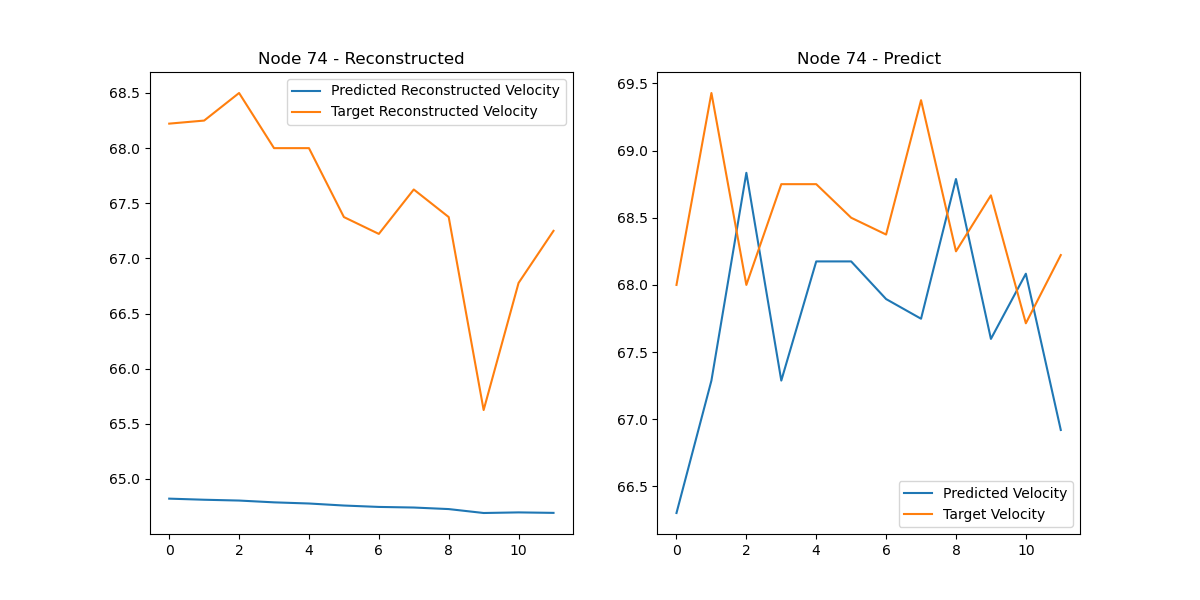 Node 74 - Reconstructed
Predicted Reconstructed Velocity
Target Reconstructed Velocity
68.5
68.0
67.5
67.0
66.5
66.0
65.5
65.0
0 2 4 6 8 10
Node 74 - Predict
69.5
69.0
68.5
68.0
67.5
67.0
66.5
Predicted Velocity
Target Velocity
0 2 4 6 8 10